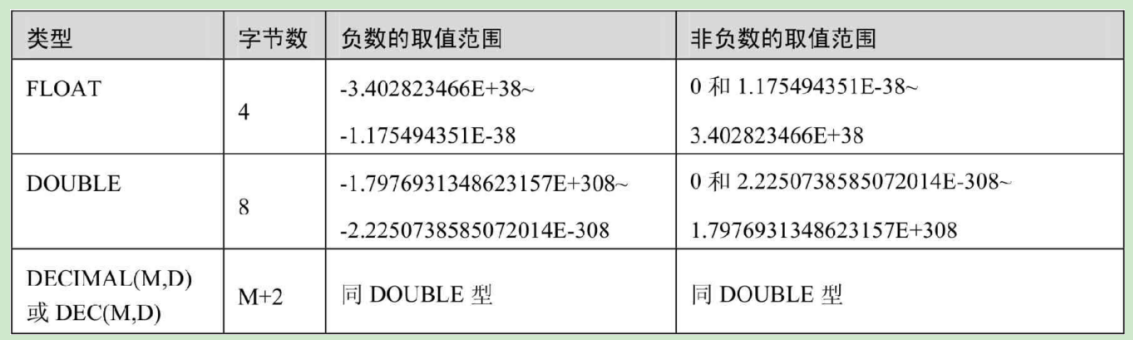 类型 字节数 负数的取值范围 非负数的取值范围
FLOAT 4 -3.402823466E+38~ 0 和 1.175494351E-38~
-1.175494351E-38 3.402823466E+38
DOUBLE 8 -1.7976931348623157E+308~ 0 和 2.2250738585072014E-308~
-2.2250738585072014E-308 1.7976931348623157E+308
DECIMAL(M,D) M+2 同 DOUBLE 型 同 DOUBLE 型
或 DEC(M,D)